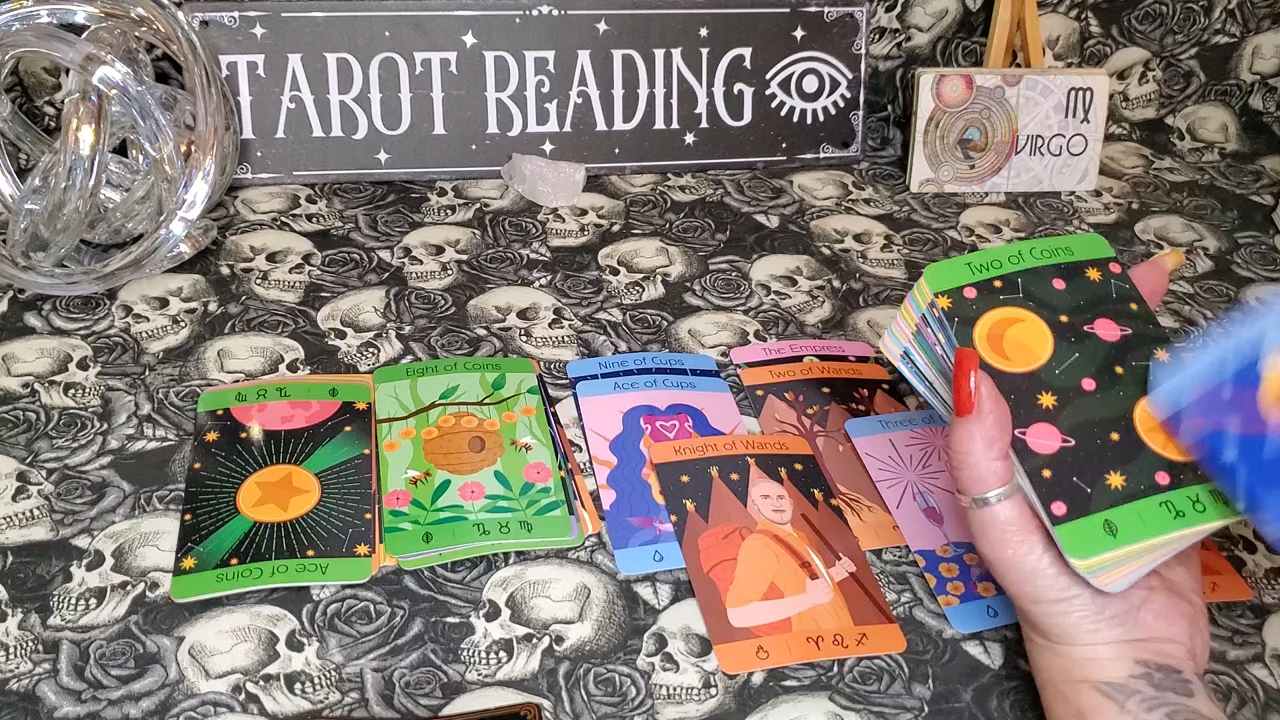 TAROT READING
♍
VIRGO
Two of Coins
♑ ♉ ♍
Nine of Cups
Ace of Cups
The Empress
Two of Wands
Three of
Eight of Coins
♑ ♉ ♍
Knight of Wands
♈ ♌ ♐
♍ ♉ ♑
Ace of Coins